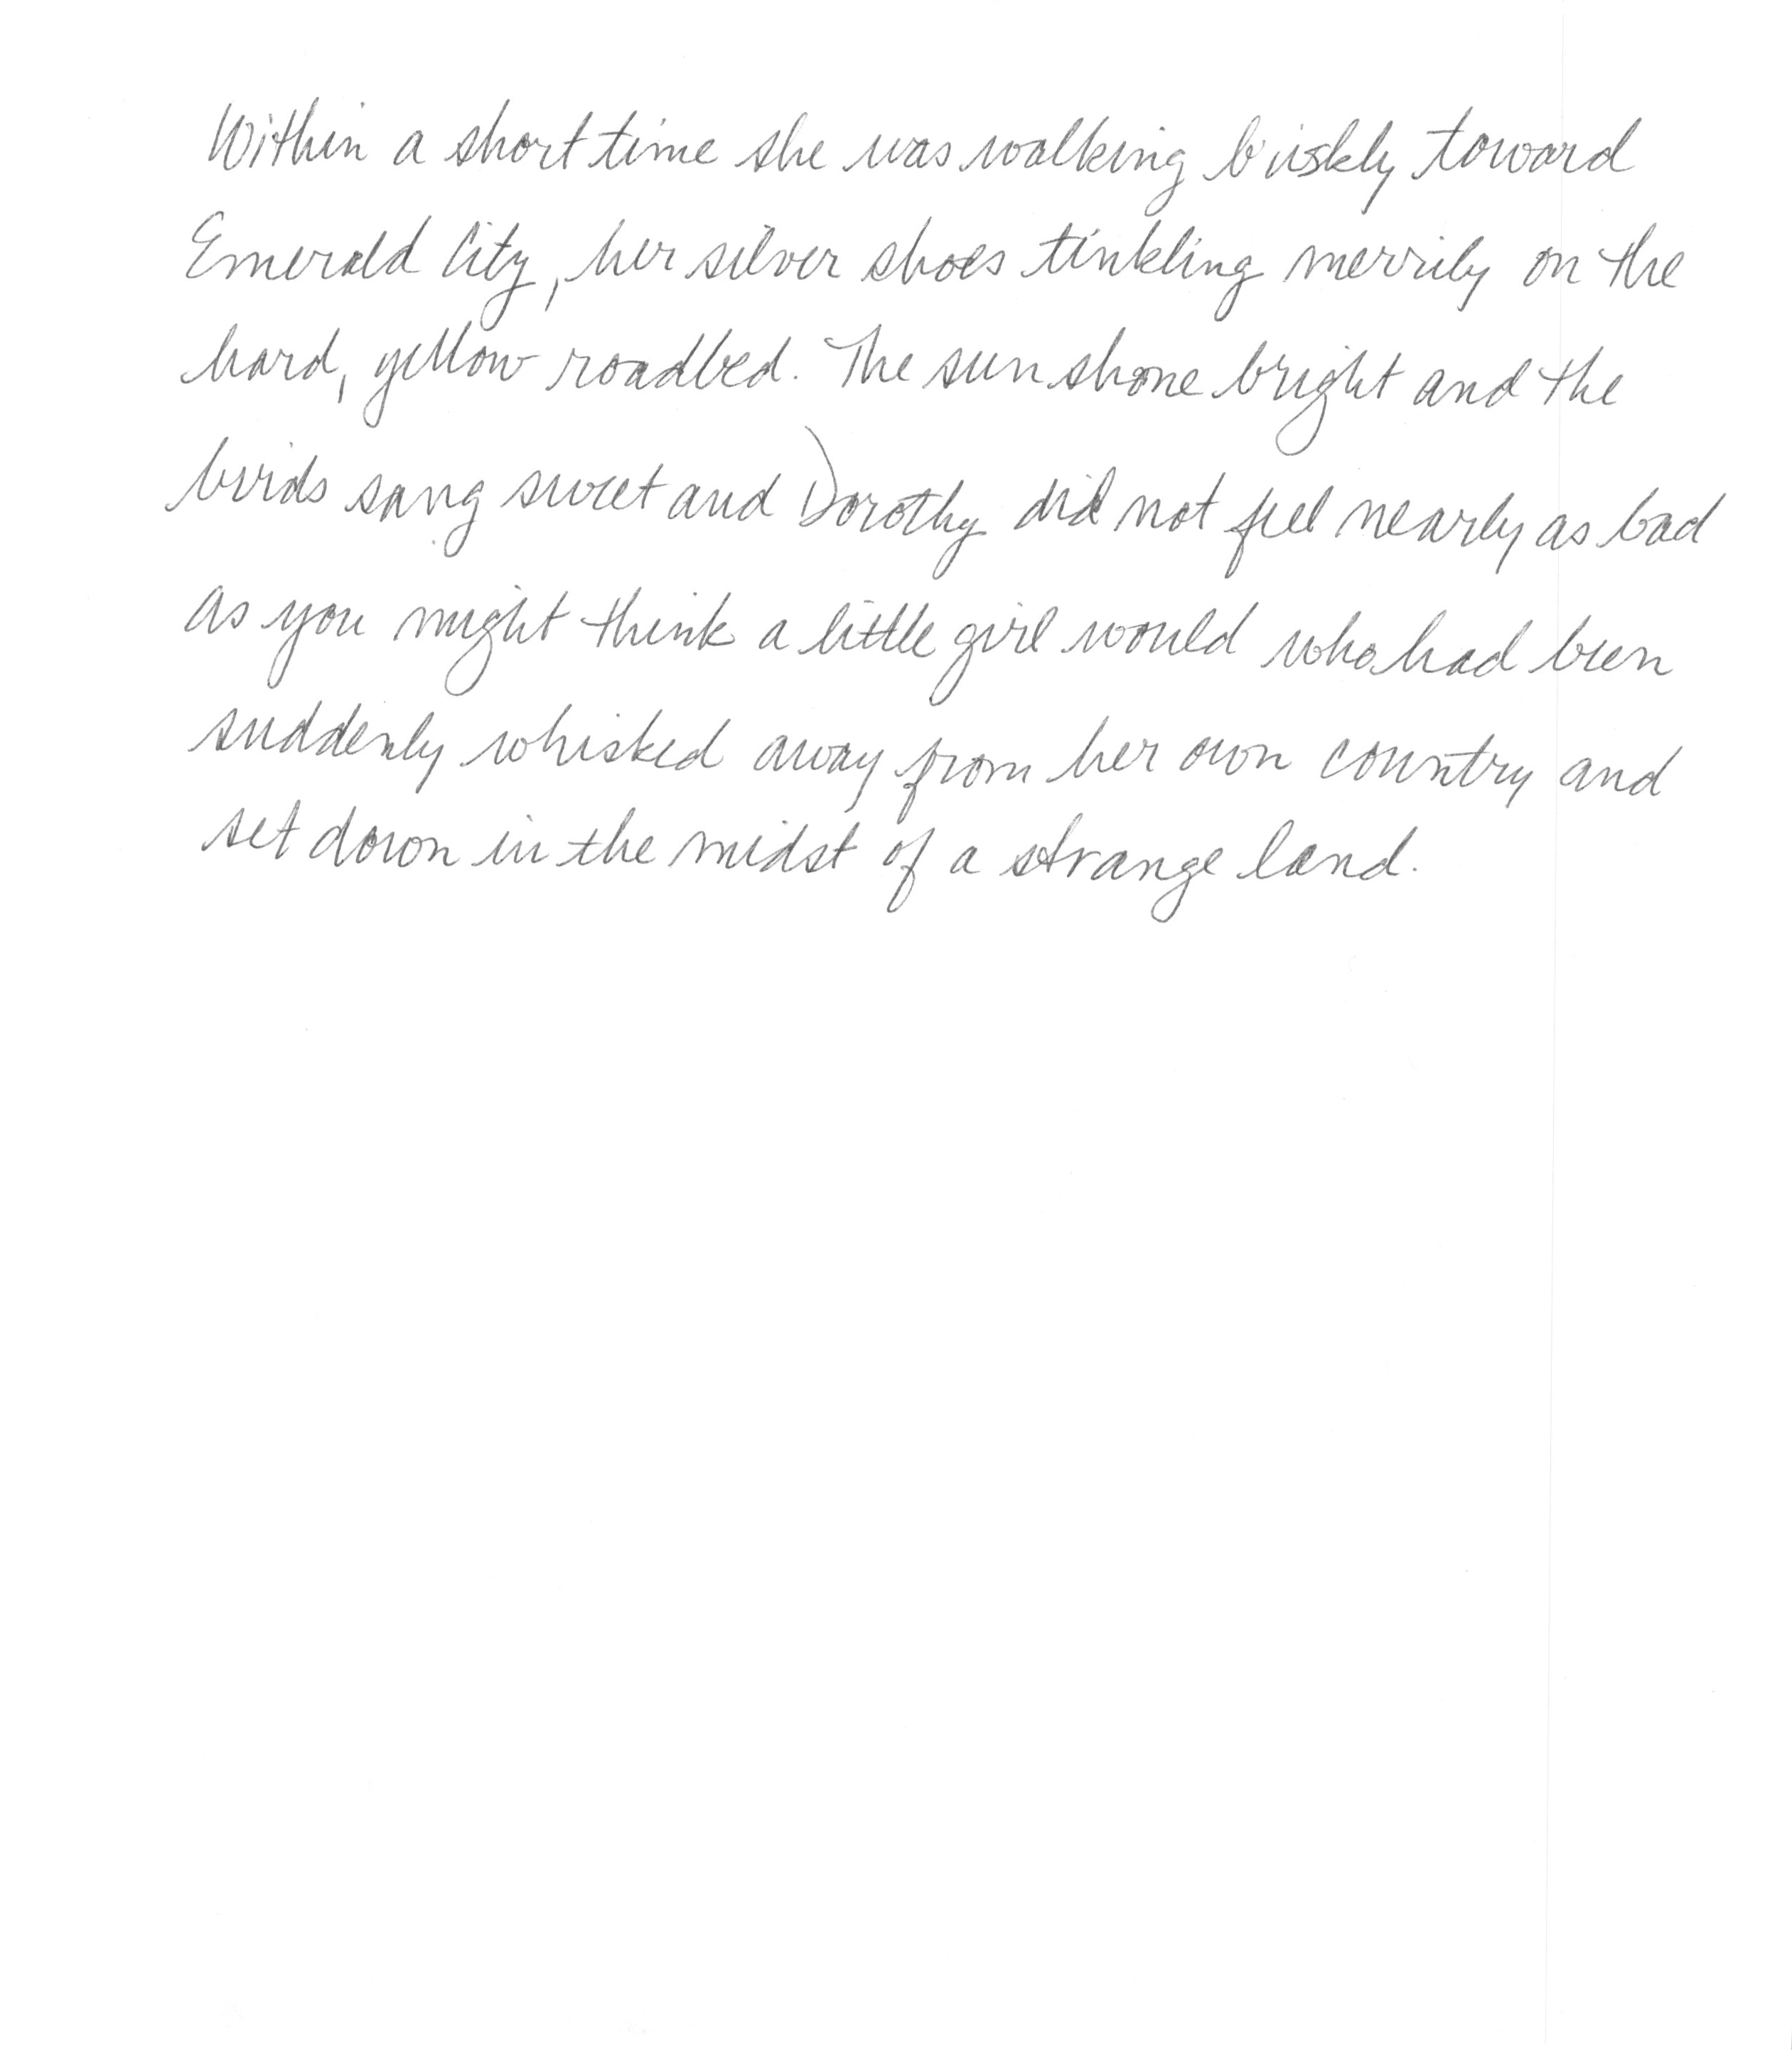 Within a short time she was walking briskly toward
Emerald City, her silver shoes tinkling merrily on the
hard, yellow roadbed. The sun shone bright and the
birds sang sweet and Dorothy did not feel nearly as bad
as you might think a little girl would who had been
suddenly whisked away from her own country and
set down in the midst of a strange land.